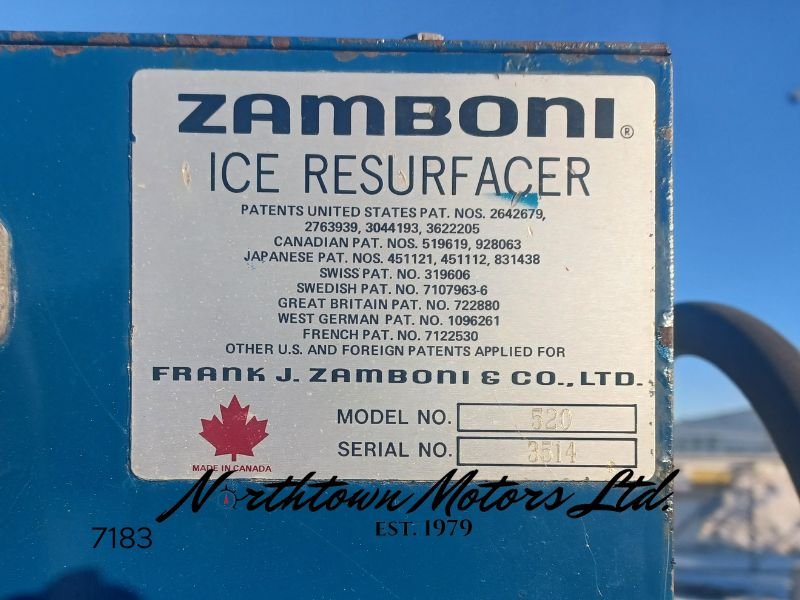 ZAMBONI®
ICE RESURFACER
PATENTS UNITED STATES PAT. NOS. 2642679,
2763939, 3044193, 3622205
CANADIAN PAT. NOS. 519619, 928063
JAPANESE PAT. NOS. 451121, 451112, 831438
SWISS PAT. NO. 319606
SWEDISH PAT. NO. 7107963-6
GREAT BRITAIN PAT. NO. 722880
WEST GERMAN PAT. NO. 1096261
FRENCH PAT. NO. 7122530
OTHER U.S. AND FOREIGN PATENTS APPLIED FOR
FRANK J. ZAMBONI & CO., LTD.
MODEL NO. 520
SERIAL NO. 3514
MADE IN CANADA
Northtown Motors Ltd.
EST. 1979
7183